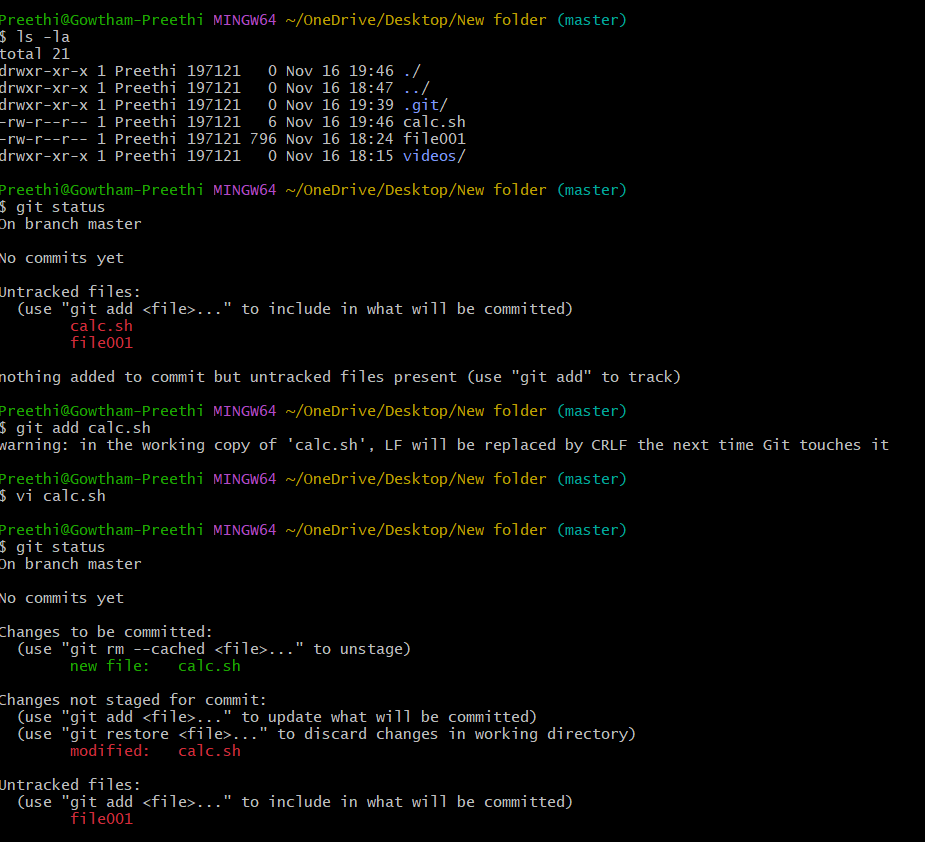 Preethi@Gowtham-Preethi MINGW64 ~/OneDrive/Desktop/New folder (master)
$ ls -la
total 21
drwxr-xr-x 1 Preethi 197121   0 Nov 16 19:46 ./
drwxr-xr-x 1 Preethi 197121   0 Nov 16 18:47 ../
drwxr-xr-x 1 Preethi 197121   0 Nov 16 19:39 .git/
-rw-r--r-- 1 Preethi 197121   6 Nov 16 19:46 calc.sh
-rw-r--r-- 1 Preethi 197121 796 Nov 16 18:24 file001
drwxr-xr-x 1 Preethi 197121   0 Nov 16 18:15 videos/
Preethi@Gowtham-Preethi MINGW64 ~/OneDrive/Desktop/New folder (master)
$ git status
On branch master
No commits yet
Untracked files:
  (use "git add <file>..." to include in what will be committed)
        calc.sh
        file001
nothing added to commit but untracked files present (use "git add" to track)
Preethi@Gowtham-Preethi MINGW64 ~/OneDrive/Desktop/New folder (master)
$ git add calc.sh
warning: in the working copy of 'calc.sh', LF will be replaced by CRLF the next time Git touches it
Preethi@Gowtham-Preethi MINGW64 ~/OneDrive/Desktop/New folder (master)
$ vi calc.sh
Preethi@Gowtham-Preethi MINGW64 ~/OneDrive/Desktop/New folder (master)
$ git status
On branch master
No commits yet
Changes to be committed:
  (use "git rm --cached <file>..." to unstage)
        new file:   calc.sh
Changes not staged for commit:
  (use "git add <file>..." to update what will be committed)
  (use "git restore <file>..." to discard changes in working directory)
        modified:   calc.sh
Untracked files:
  (use "git add <file>..." to include in what will be committed)
        file001